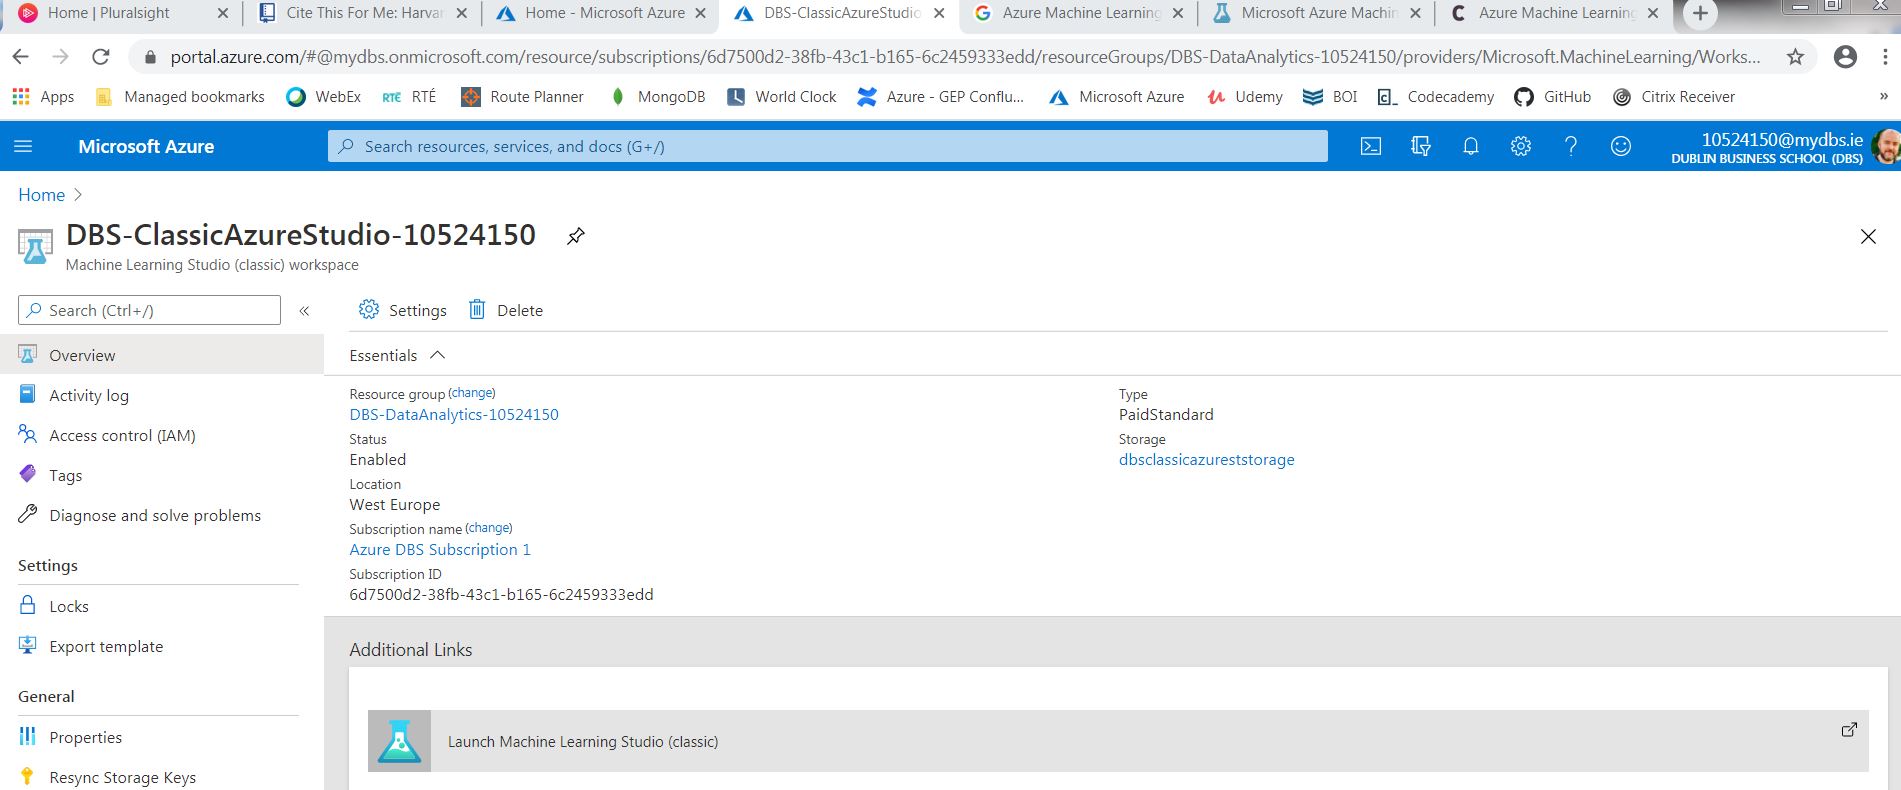 Home | Pluralsight
Cite This For Me: Harvar
Home - Microsoft Azure
DBS-ClassicAzureStudio
Azure Machine Learning
Microsoft Azure Machin
Azure Machine Learning
portal.azure.com/#@mydbs.onmicrosoft.com/resource/subscriptions/6d7500d2-38fb-43c1-b165-6c2459333edd/resourceGroups/DBS-DataAnalytics-10524150/providers/Microsoft.MachineLearning/Works...
Apps Managed bookmarks WebEx RTÉ RTÉ Route Planner MongoDB World Clock Azure - GEP Conflu... Microsoft Azure Udemy BOI Codecademy GitHub Citrix Receiver »
Microsoft Azure
Search resources, services, and docs (G+/)
10524150@mydbs.ie
DUBLIN BUSINESS SCHOOL (DBS)
Home >
DBS-ClassicAzureStudio-10524150
Machine Learning Studio (classic) workspace
Search (Ctrl+/)
«
Overview
Activity log
Access control (IAM)
Tags
Diagnose and solve problems
Settings
Locks
Export template
General
Properties
Resync Storage Keys
Settings Delete
Essentials
Resource group (change)
DBS-DataAnalytics-10524150
Status
Enabled
Location
West Europe
Subscription name (change)
Azure DBS Subscription 1
Subscription ID
6d7500d2-38fb-43c1-b165-6c2459333edd
Type
PaidStandard
Storage
dbsclassicazureststorage
Additional Links
Launch Machine Learning Studio (classic)